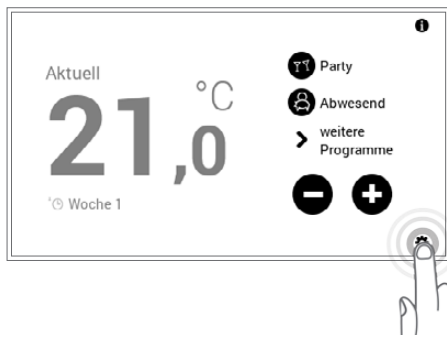 Aktuell
21,0 °C
Woche 1
Party
Abwesend
weitere
Programme